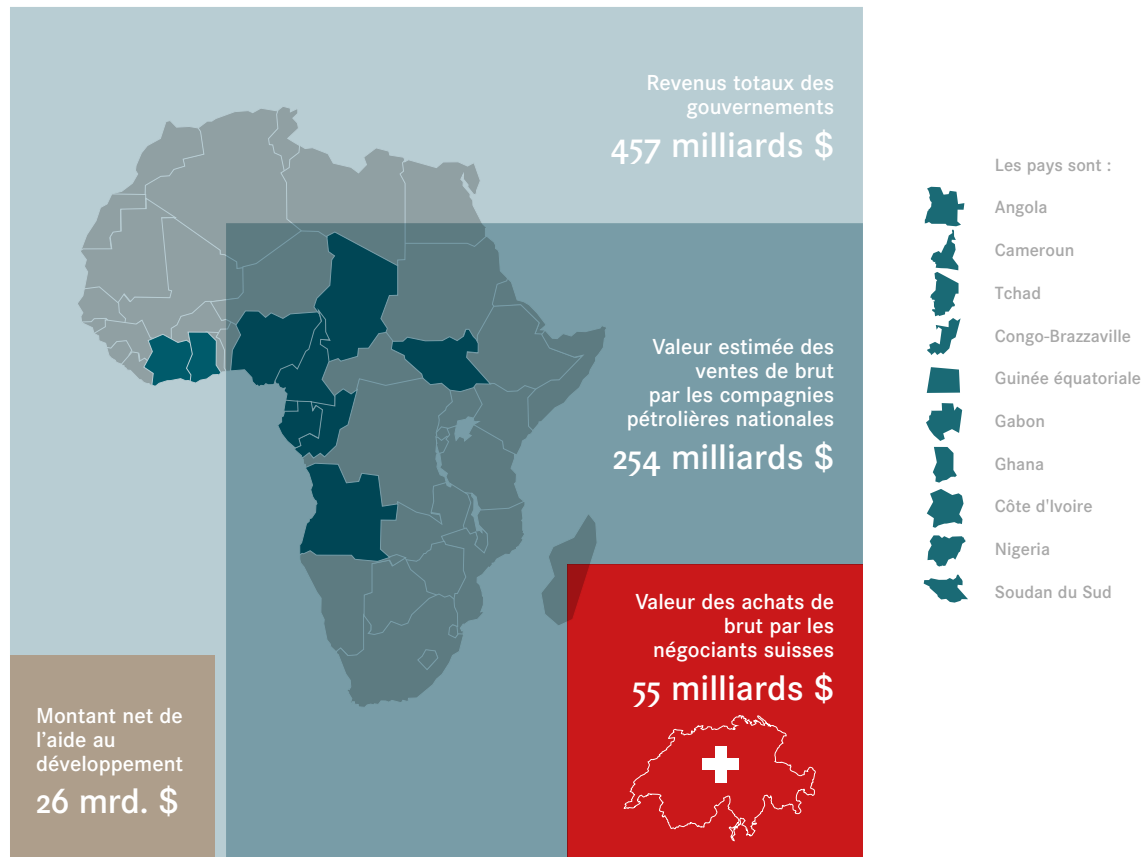 Revenus totaux des
gouvernements
457 milliards $
Valeur estimée des
ventes de brut
par les compagnies
pétrolières nationales
254 milliards $
Valeur des achats de
brut par les
négociants suisses
55 milliards $
Montant net de
l’aide au
développement
26 mrd. $
Les pays sont :
Angola
Cameroun
Tchad
Congo-Brazzaville
Guinée équatoriale
Gabon
Ghana
Côte d’Ivoire
Nigeria
Soudan du Sud